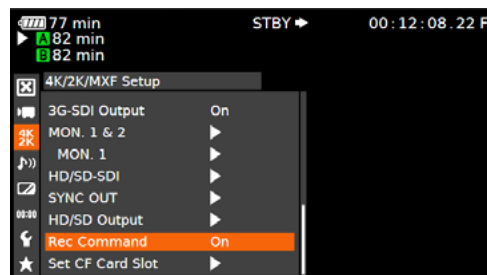 77 min STBY 00:12:08.22 F
A 82 min
B 82 min
4K/2K/MXF Setup
3G-SDI Output On
4K 2K MON. 1 & 2
MON. 1
HD/SD-SDI
SYNC OUT
00:00 HD/SD Output
Rec Command On
Set CF Card Slot